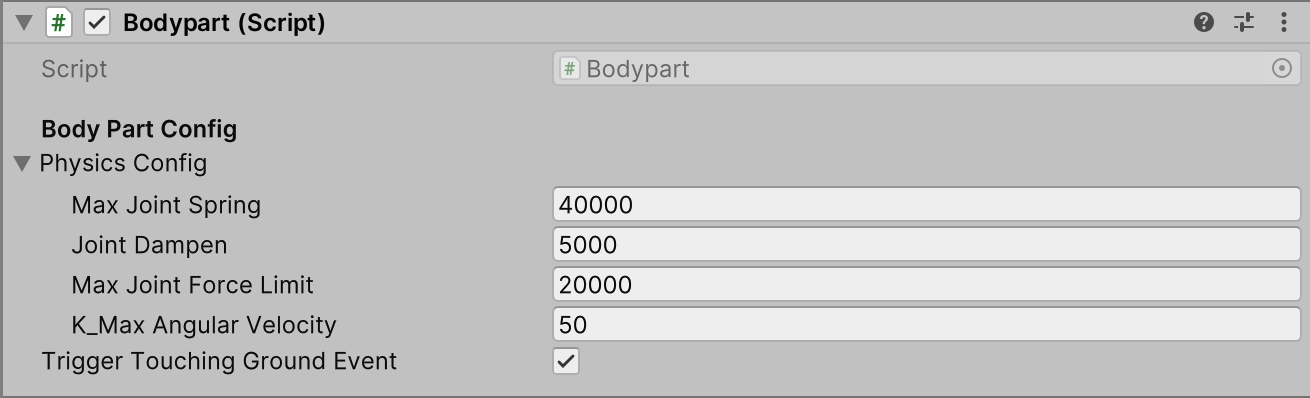 # Bodypart (Script) ?
Script # Bodypart
Body Part Config
Physics Config
Max Joint Spring 40000
Joint Dampen 5000
Max Joint Force Limit 20000
K_Max Angular Velocity 50
Trigger Touching Ground Event